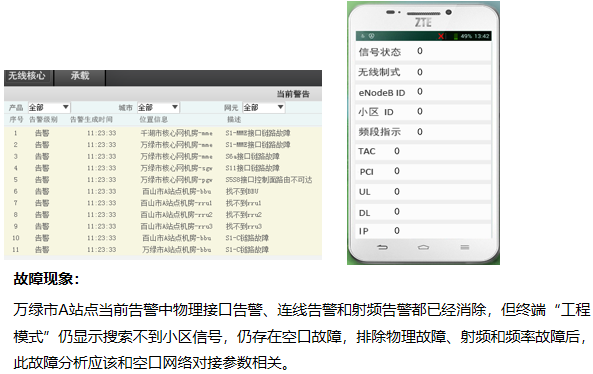 ZTE
49% 13:42
信号状态 0
无线制式 0
eNodeB ID 0
小区 ID 0
频段指示 0
TAC 0
PCI 0
UL 0
DL 0
IP 0
无线核心 承载
当前警告
产品 全部 城市 全部 网元 全部
序号 告警级别 告警生成时间 位置信息 描述
1 告警 11:23:33 千湖市核心网机房-mme S1-MME接口链路故障
2 告警 11:23:33 万绿市核心网机房-mme S1-MME接口链路故障
3 告警 11:23:33 万绿市核心网机房-mme S6a接口链路故障
4 告警 11:23:33 万绿市核心网机房-sgw S11接口链路故障
5 告警 11:23:33 万绿市核心网机房-pgw S5S8接口控制面路由不可达
6 告警 11:23:33 百山市A站点机房-bbu 找不到BBU
7 告警 11:23:33 百山市A站点机房-rru1 找不到rru1
8 告警 11:23:33 百山市A站点机房-rru2 找不到rru2
9 告警 11:23:33 百山市A站点机房-rru3 找不到rru3
10 告警 11:23:33 百山市A站点机房-bbu S1-C链路故障
11 告警 11:23:33 万绿市A站点机房-bbu S1-C链路故障
故障现象：
万绿市A站点当前告警中物理接口告警、连线告警和射频告警都已经消除，但终端“工程
模式”仍显示搜索不到小区信号，仍存在空口故障，排除物理故障、射频和频率故障后，
此故障分析应该和空口网络对接参数相关。